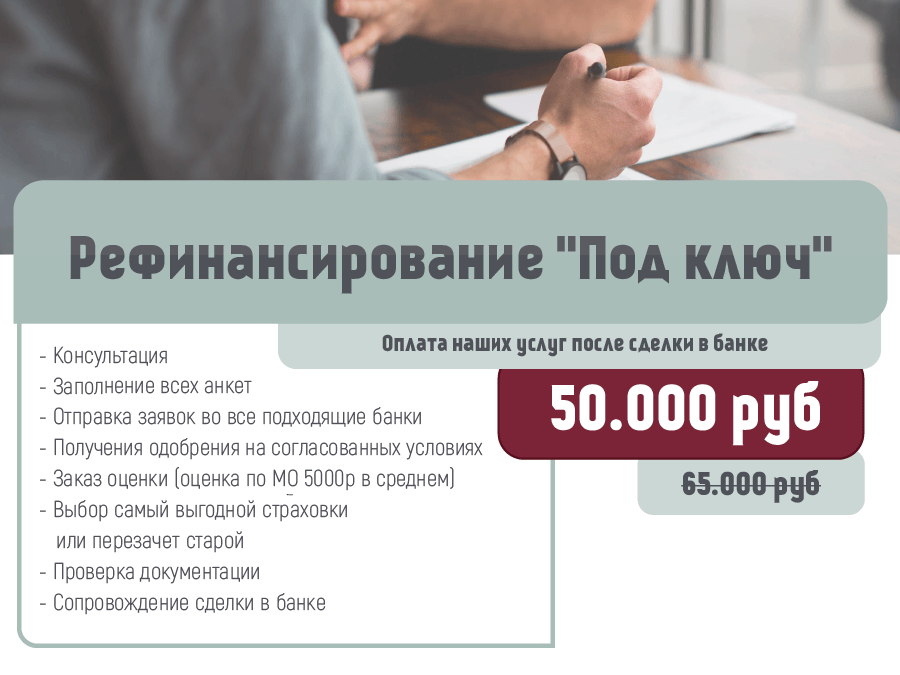 Рефинансирование "Под ключ"
Оплата наших услуг после сделки в банке
50.000 руб
65.000 руб
- Консультация
- Заполнение всех анкет
- Отправка заявок во все подходящие банки
- Получения одобрения на согласованных условиях
- Заказ оценки (оценка по МО 5000р в среднем)
- Выбор самый выгодной страховки
или перезачет старой
- Проверка документации
- Сопровождение сделки в банке